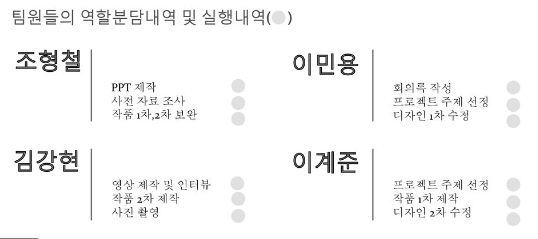 팀원들의 역할분담내역 및 실행내역( )
조형철
PPT 제작
사전 자료 조사
작품 1차,2차 보완
이민용
회의록 작성
프로젝트 주제 선정
디자인 1차 수정
김강현
영상 제작 및 인터뷰
작품 2차 제작
사진 촬영
이계준
프로젝트 주제 선정
작품 1차 제작
디자인 2차 수정